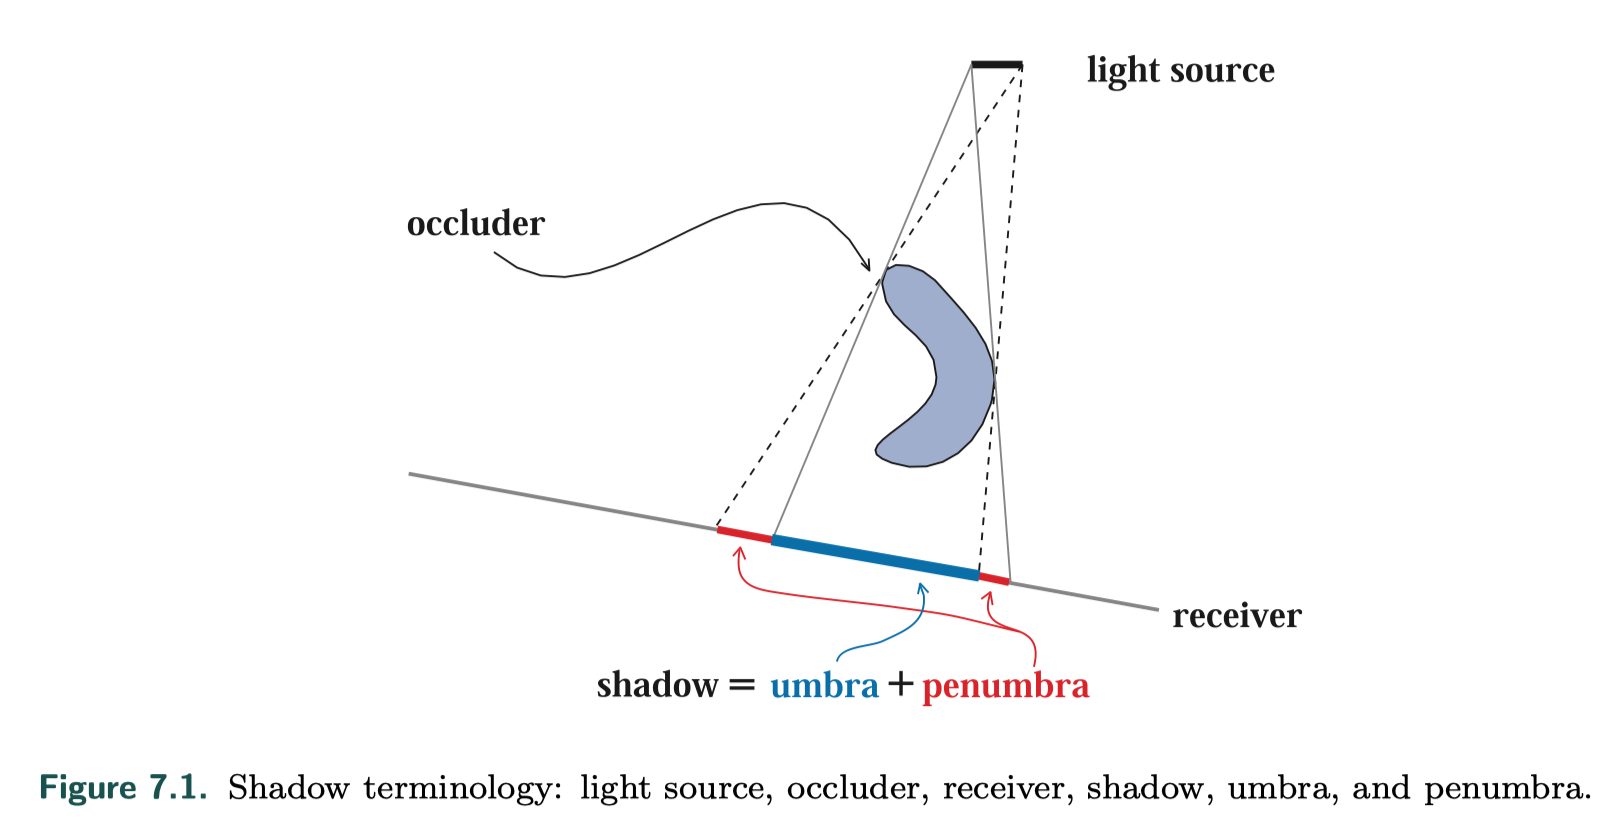 light source
occluder
receiver
shadow = umbra + penumbra
Figure 7.1. Shadow terminology: light source, occluder, receiver, shadow, umbra, and penumbra.